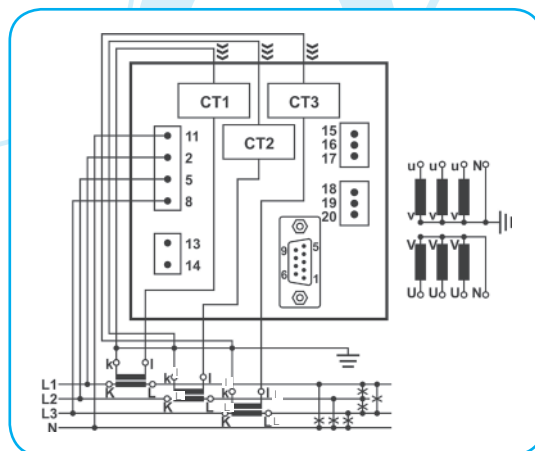 CT1 CT3
CT2
11
2
5
8
15
16
17
18
19
20
13
14
9 5
6 1
u u u N
v v v
V V V
U U U N
k l
k l
k l
L1
K L
L2
K L
L3
K L
N